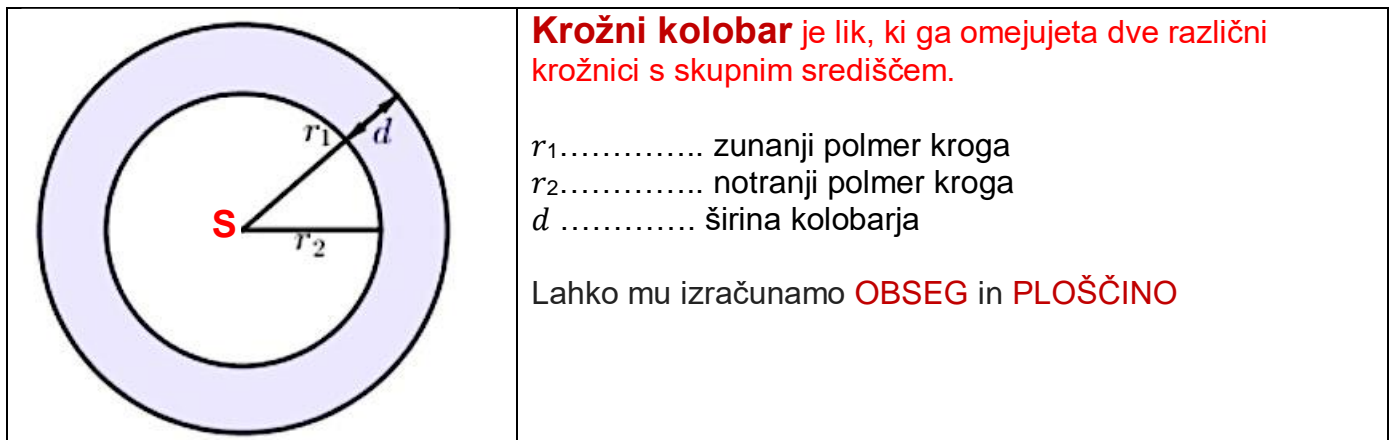 Krožni kolobar je lik, ki ga omejujeta dve različni
krožnici s skupnim središčem.
r₁………….. zunanji polmer kroga
r₂………….. notranji polmer kroga
d …………. širina kolobarja
Lahko mu izračunamo OBSEG in PLOŠČINO
r₁
d
S
r₂